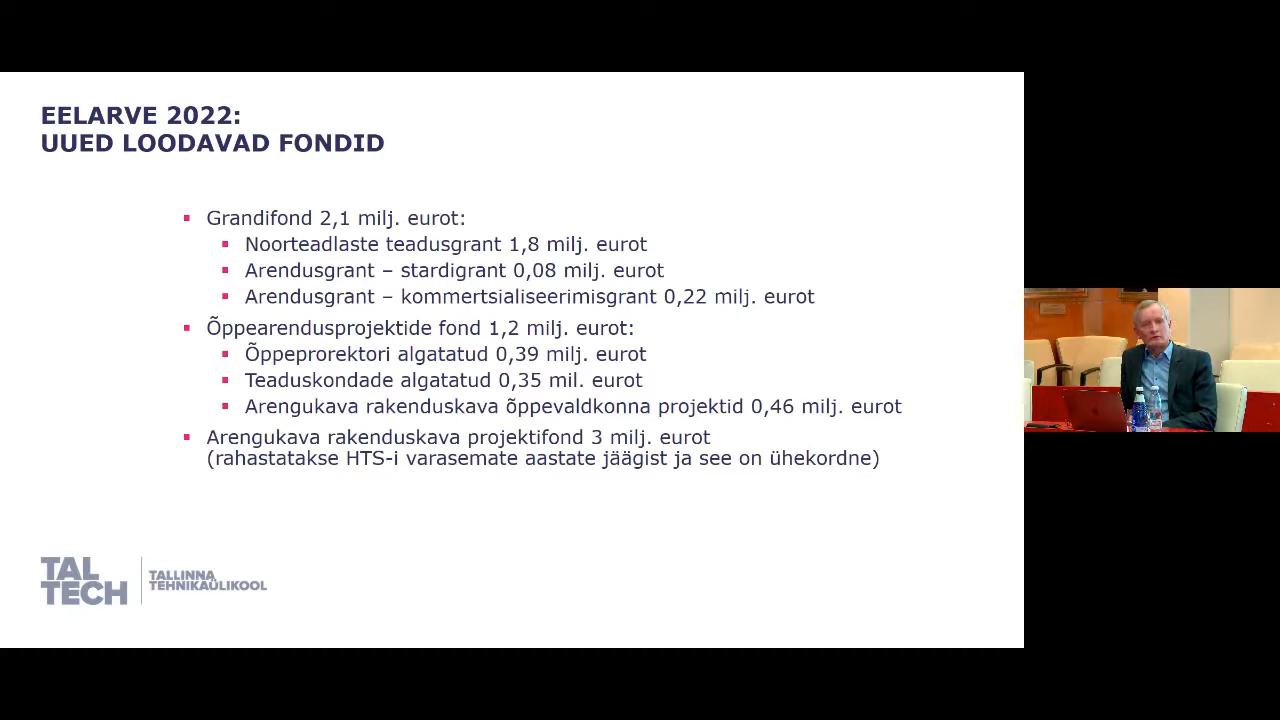 EELARVE 2022:
UUED LOODAVAD FONDID
Grandifond 2,1 milj. eurot:
Noorteadlaste teadusgrant 1,8 milj. eurot
Arendusgrant – stardigrant 0,08 milj. eurot
Arendusgrant – kommertsialiseerimisgrant 0,22 milj. eurot
Õppearendusprojektide fond 1,2 milj. eurot:
Õppeprorektori algatatud 0,39 milj. eurot
Teaduskondade algatatud 0,35 mil. eurot
Arengukava rakenduskava õppevaldkonna projektid 0,46 milj. eurot
Arengukava rakenduskava projektifond 3 milj. eurot
(rahastatakse HTS-i varasemate aastate jäägist ja see on ühekordne)
TAL
TECH
TALLINNA
TEHNIKAÜLIKOOL